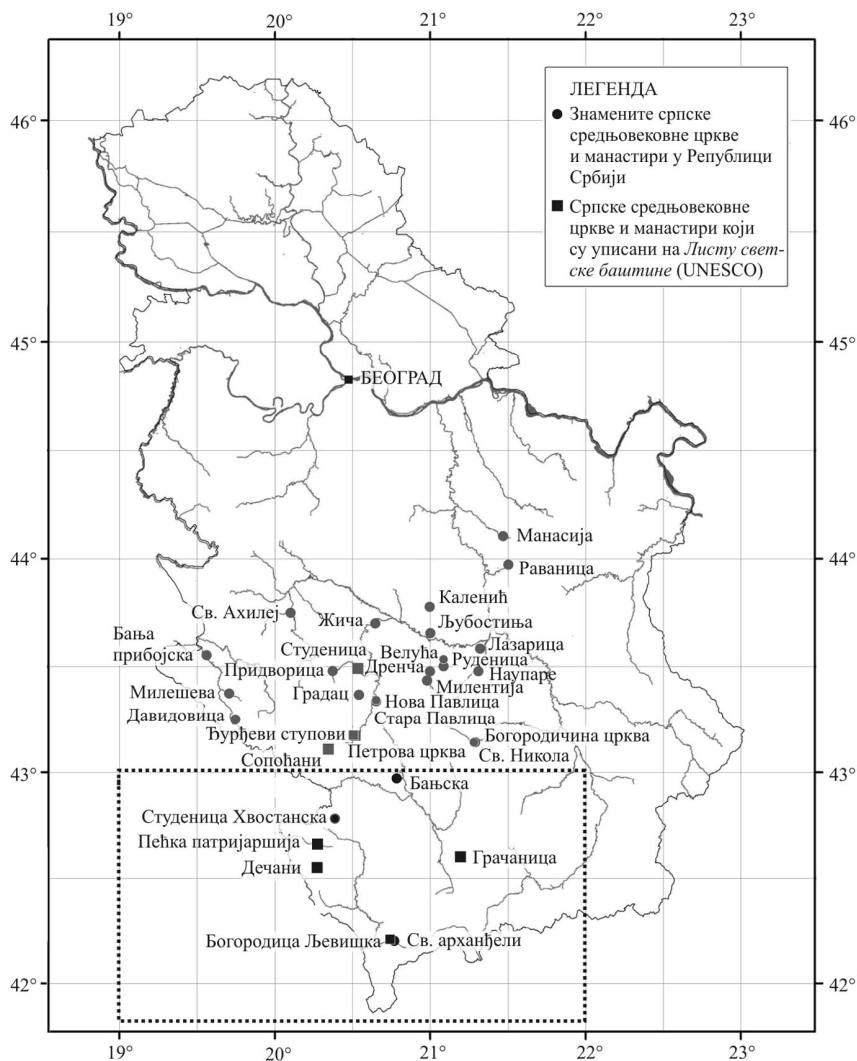 19° 20° 21° 22° 23°
ЛЕГЕНДА
Знамените српске
средњовековне цркве
и манастири у Републици
Србији
Српске средњовековне
цркве и манастири који
су уписани на Листу свет-
ске баштине (UNESCO)
46° 46°
45° 45°
БЕОГРАД
Манасија
44° 44°
Раваница
Каленић
Св. Ахилеј
Жича
Љубостиња
Бања
прибојска
Студеница
Велућа
Лазарица
Руденица
Придворица
Дренча
Наупаре
Милешева
Градац
Милентија
Нова Павлица
Давидовица
Стара Павлица
Ђурђеви ступови
Богородичина црква
Сопоћани
Петрова црква
Св. Никола
43° 43°
Бањска
Студеница Хвостанска
Пећка патријаршија
Грачаница
Дечани
Богородица Љевишка
Св. арханђели
42° 42°
19° 20° 21° 22° 23°